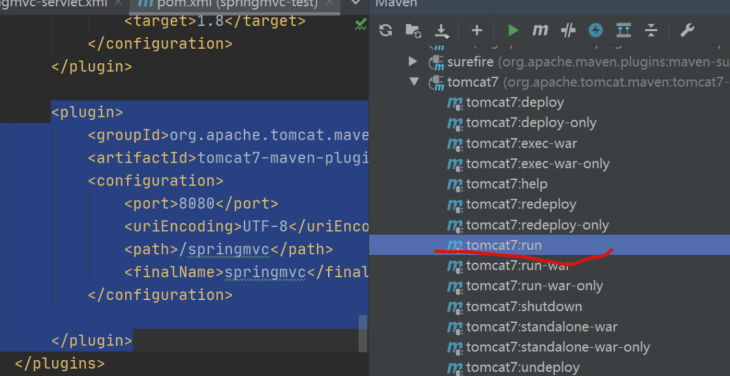 ngmvc-servlet.xml
pom.xml (springmvc-test)
<target>1.8</target>
</configuration>
</plugin>
<plugin>
<groupId>org.apache.tomcat.mave
<artifactId>tomcat7-maven-plugi
<configuration>
<port>8080</port>
<uriEncoding>UTF-8</uriEnco
<path>/springmvc</path>
<finalName>springmvc</final
</configuration>
</plugin>
</plugins>
Maven
surefire (org.apache.maven.plugins:maven-su
tomcat7 (org.apache.tomcat.maven:tomcat7-
tomcat7:deploy
tomcat7:deploy-only
tomcat7:exec-war
tomcat7:exec-war-only
tomcat7:help
tomcat7:redeploy
tomcat7:redeploy-only
tomcat7:run
tomcat7:run-war
tomcat7:run-war-only
tomcat7:shutdown
tomcat7:standalone-war
tomcat7:standalone-war-only
tomcat7:undeploy